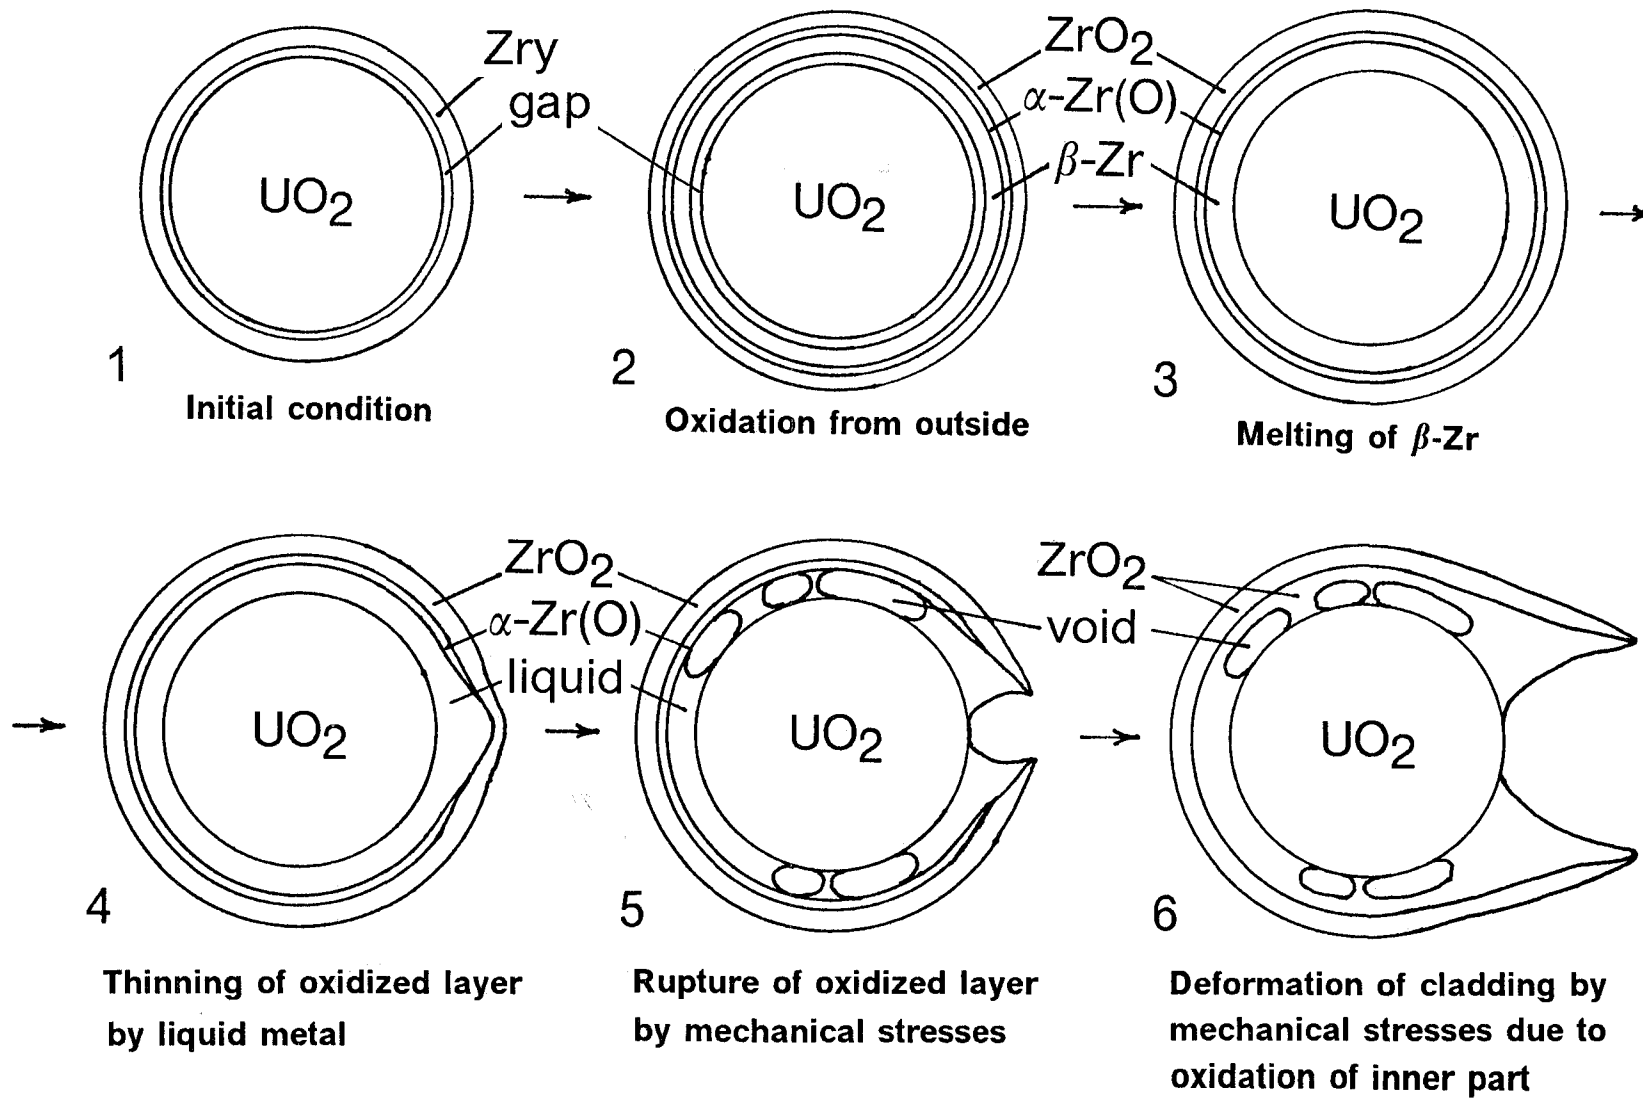 Zry
gap
UO2
1
Initial condition
UO2
2
Oxidation from outside
ZrO2
α-Zr(O)
β-Zr
UO2
3
Melting of β-Zr
UO2
4
Thinning of oxidized layer
by liquid metal
ZrO2
α-Zr(O)
liquid
UO2
5
Rupture of oxidized layer
by mechanical stresses
ZrO2
void
UO2
6
Deformation of cladding by
mechanical stresses due to
oxidation of inner part